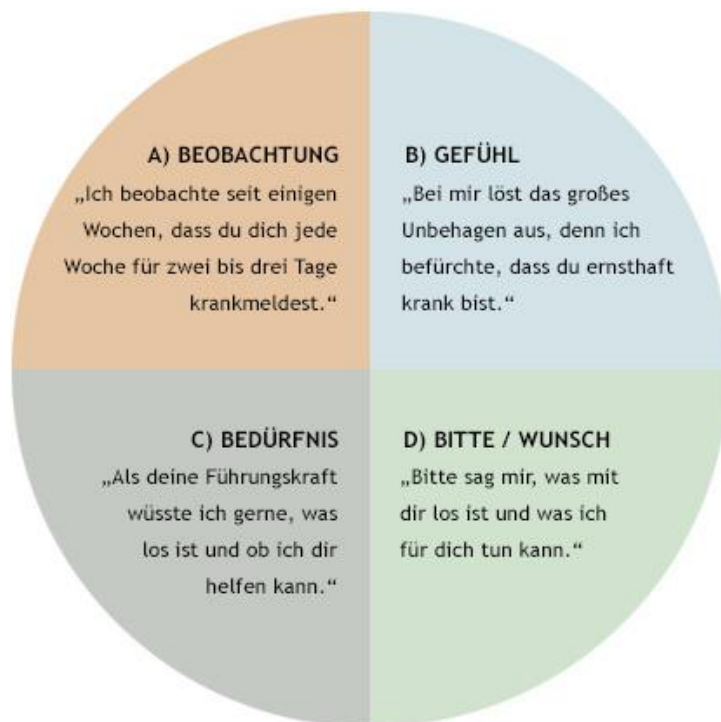 A) BEOBACHTUNG
„Ich beobachte seit einigen
Wochen, dass du dich jede
Woche für zwei bis drei Tage
krankmeldest.“
B) GEFÜHL
„Bei mir löst das großes
Unbehagen aus, denn ich
befürchte, dass du ernsthaft
krank bist.“
C) BEDÜRFNIS
„Als deine Führungskraft
wüsste ich gerne, was
los ist und ob ich dir
helfen kann.“
D) BITTE / WUNSCH
„Bitte sag mir, was mit
dir los ist und was ich
für dich tun kann.“